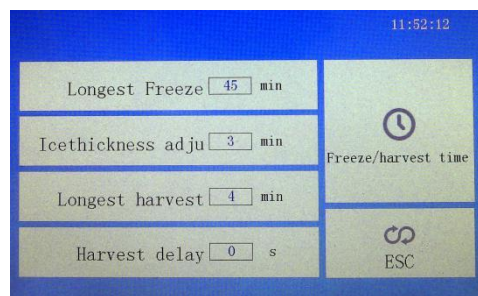 11:52:12
Longest Freeze 45 min
Icethickness adju 3 min
Longest harvest 4 min
Harvest delay 0 s
Freeze/harvest time
ESC